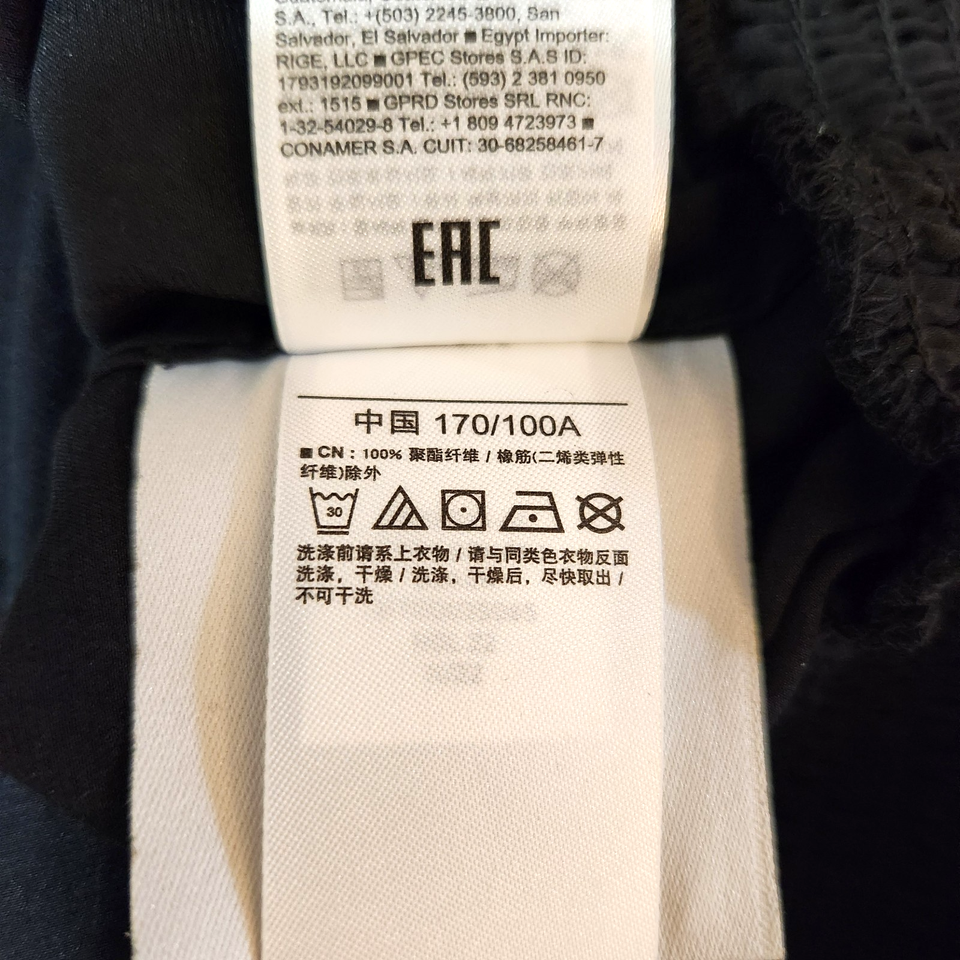 S.A., Tel.: +(503) 2245-3800, San
Salvador, El Salvador ■ Egypt Importer:
RIGE, LLC ■ GPEC Stores S.A.S ID:
1793192099001 Tel.: (593) 2 381 0950
ext.: 1515 ■ GPRD Stores SRL RNC:
1-32-54029-8 Tel.: +1 809 4723973 ■
CONAMER S.A. CUIT: 30-68258461-7
EAC
中国 170/100A
■ CN : 100% 聚酯纤维 / 橡筋(二烯类弹性
纤维)除外
30
洗涤前请系上衣物 / 请与同类色衣物反面
洗涤，干燥 / 洗涤，干燥后，尽快取出 /
不可干洗